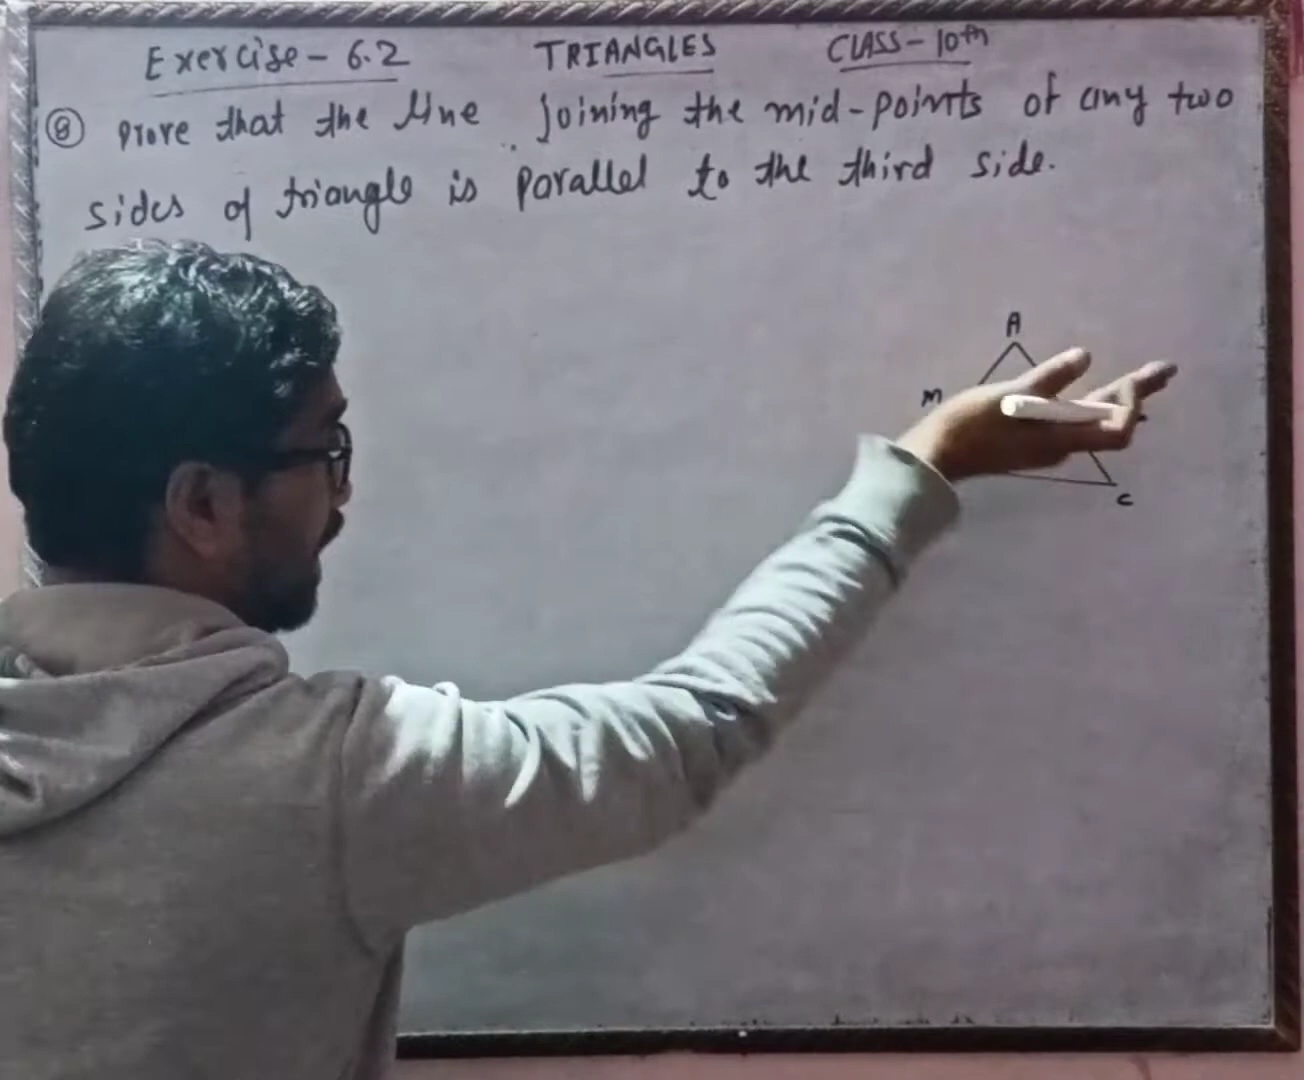 Exercise - 6.2 TRIANGLES CLASS - 10th
⑧ Prove that the line joining the mid-points of any two
sides of triangle is parallel to the third side.
A
M
C